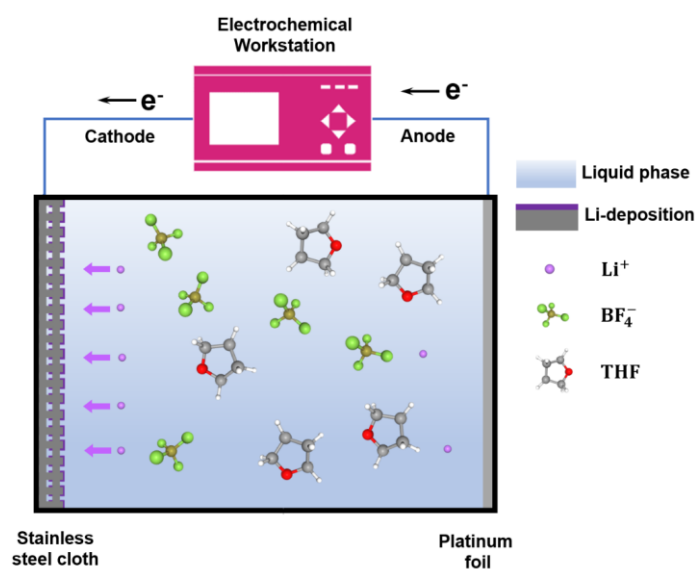 Electrochemical
Workstation
e⁻
e⁻
Cathode
Anode
Liquid phase
Li-deposition
Li⁺
BF₄⁻
THF
Stainless
steel cloth
Platinum
foil